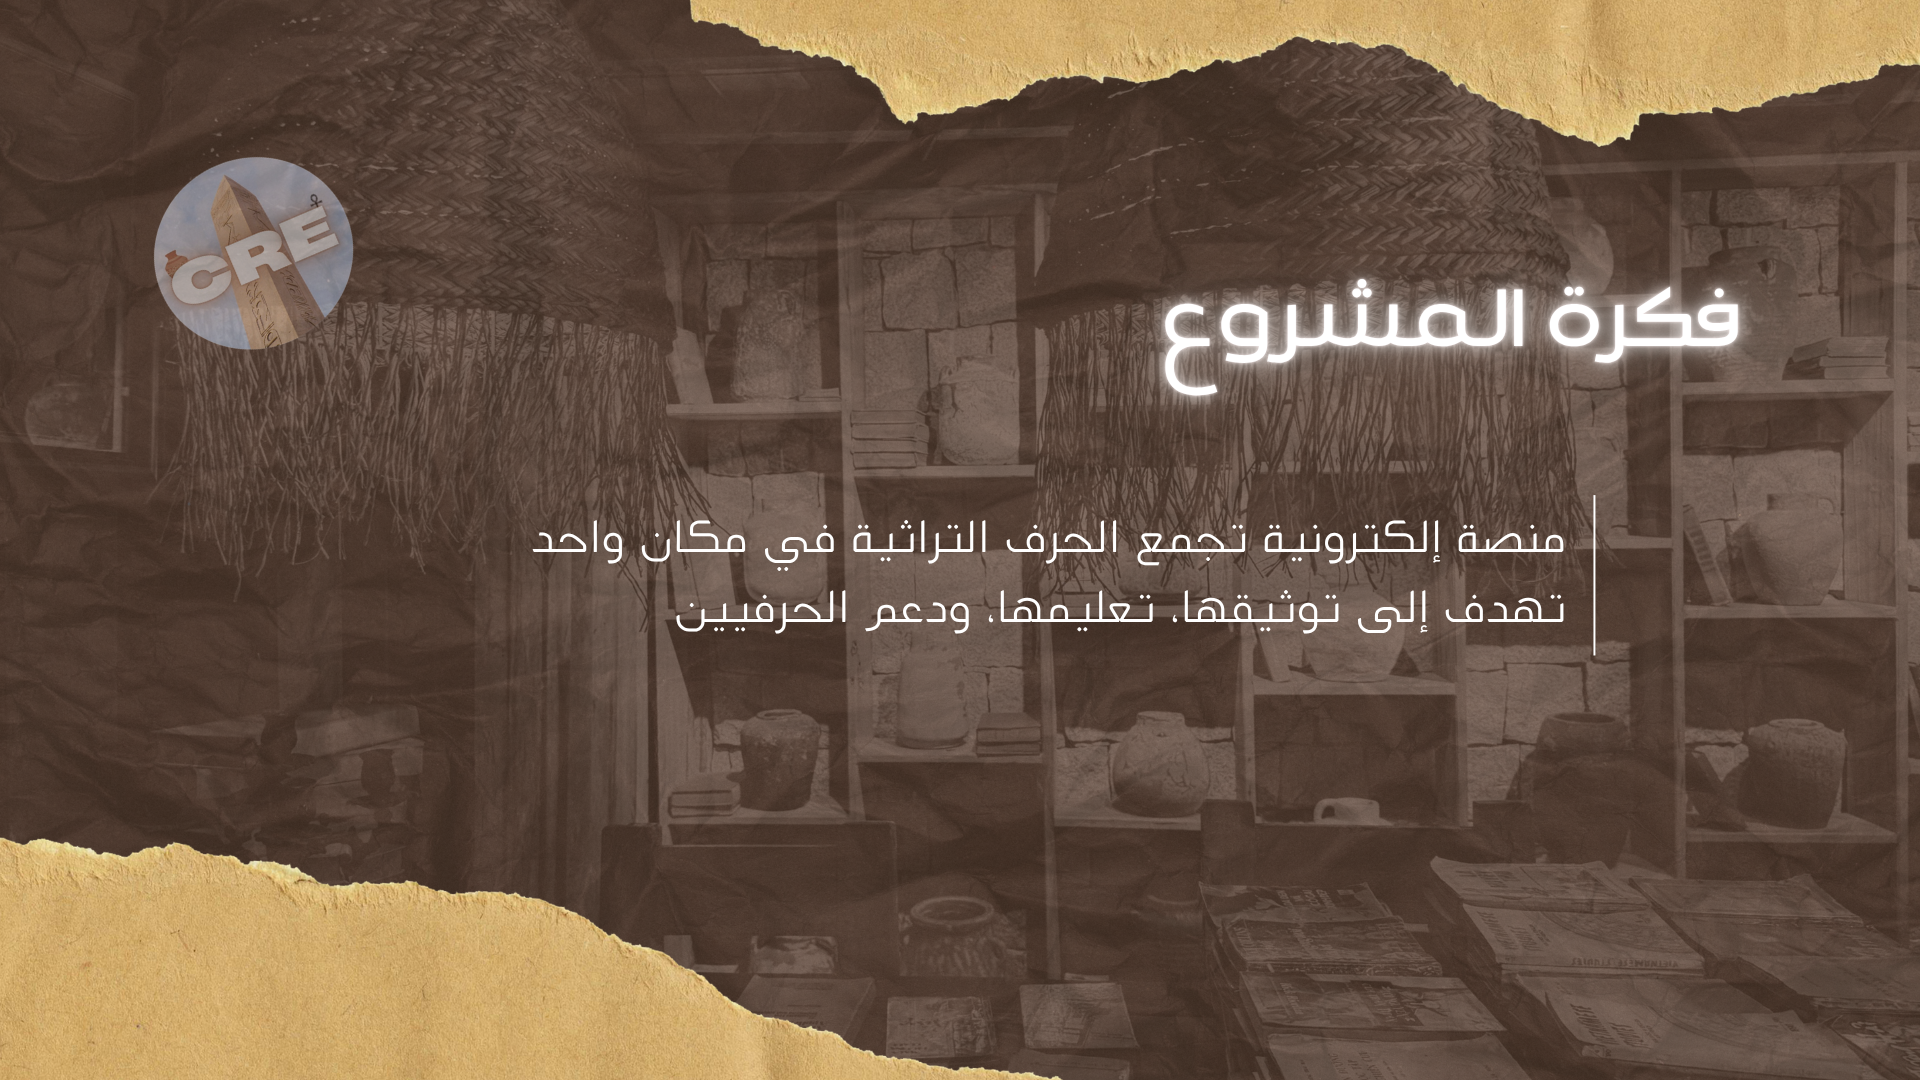 CRE
فكرة المشروع
منصة إلكترونية تجمع الحرف التراثية في مكان واحد
تهدف إلى توثيقها، تعليمها، ودعم الحرفيين